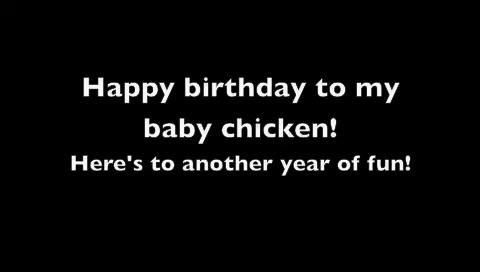 Happy birthday to my
baby chicken!
Here's to another year of fun!